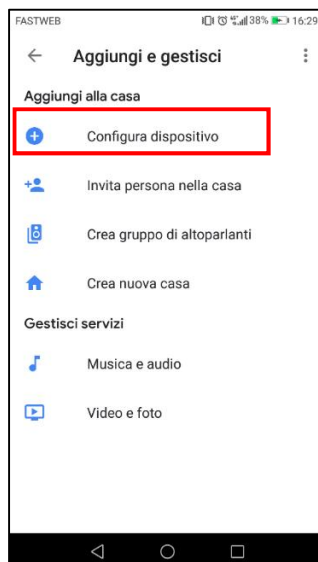 FASTWEB 38% 16:29
Aggiungi e gestisci
Aggiungi alla casa
Configura dispositivo
Invita persona nella casa
Crea gruppo di altoparlanti
Crea nuova casa
Gestisci servizi
Musica e audio
Video e foto